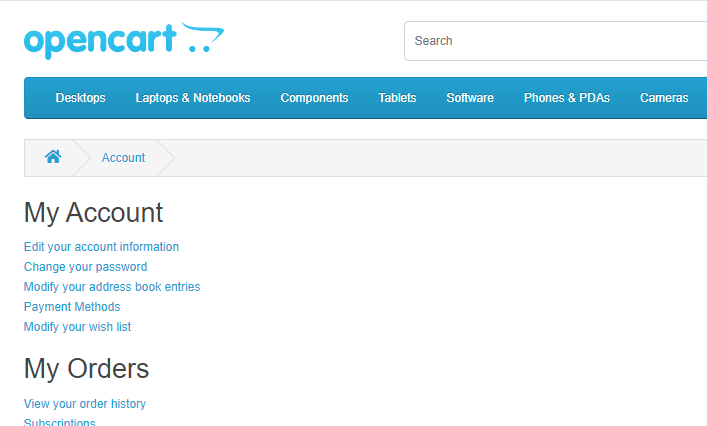 opencart
Search
Desktops Laptops & Notebooks Components Tablets Software Phones & PDAs Cameras
Account
My Account
Edit your account information
Change your password
Modify your address book entries
Payment Methods
Modify your wish list
My Orders
View your order history
Subscriptions